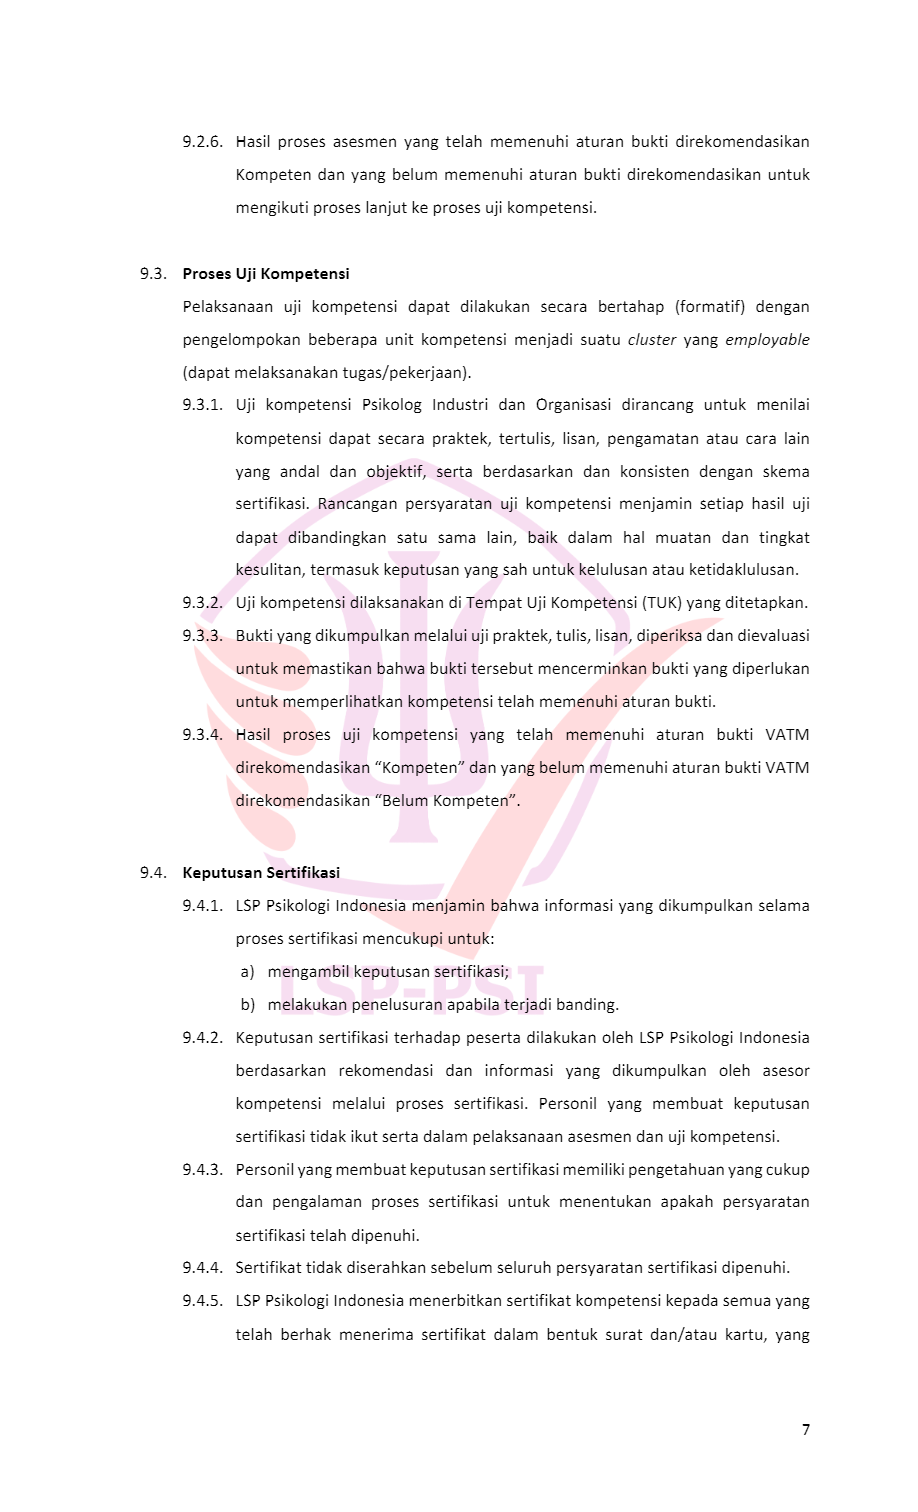 9.2.6. Hasil proses asesmen yang telah memenuhi aturan bukti direkomendasikan
Kompeten dan yang belum memenuhi aturan bukti direkomendasikan untuk
mengikuti proses lanjut ke proses uji kompetensi.
9.3. Proses Uji Kompetensi
Pelaksanaan uji kompetensi dapat dilakukan secara bertahap (formatif) dengan
pengelompokan beberapa unit kompetensi menjadi suatu cluster yang employable
(dapat melaksanakan tugas/pekerjaan).
9.3.1. Uji kompetensi Psikolog Industri dan Organisasi dirancang untuk menilai
kompetensi dapat secara praktek, tertulis, lisan, pengamatan atau cara lain
yang andal dan objektif, serta berdasarkan dan konsisten dengan skema
sertifikasi. Rancangan persyaratan uji kompetensi menjamin setiap hasil uji
dapat dibandingkan satu sama lain, baik dalam hal muatan dan tingkat
kesulitan, termasuk keputusan yang sah untuk kelulusan atau ketidaklulusan.
9.3.2. Uji kompetensi dilaksanakan di Tempat Uji Kompetensi (TUK) yang ditetapkan.
9.3.3. Bukti yang dikumpulkan melalui uji praktek, tulis, lisan, diperiksa dan dievaluasi
untuk memastikan bahwa bukti tersebut mencerminkan bukti yang diperlukan
untuk memperlihatkan kompetensi telah memenuhi aturan bukti.
9.3.4. Hasil proses uji kompetensi yang telah memenuhi aturan bukti VATM
direkomendasikan “Kompeten” dan yang belum memenuhi aturan bukti VATM
direkomendasikan “Belum Kompeten”.
9.4. Keputusan Sertifikasi
9.4.1. LSP Psikologi Indonesia menjamin bahwa informasi yang dikumpulkan selama
proses sertifikasi mencukupi untuk:
a) mengambil keputusan sertifikasi;
LSP-PSI
b) melakukan penelusuran apabila terjadi banding.
9.4.2. Keputusan sertifikasi terhadap peserta dilakukan oleh LSP Psikologi Indonesia
berdasarkan rekomendasi dan informasi yang dikumpulkan oleh asesor
kompetensi melalui proses sertifikasi. Personil yang membuat keputusan
sertifikasi tidak ikut serta dalam pelaksanaan asesmen dan uji kompetensi.
9.4.3. Personil yang membuat keputusan sertifikasi memiliki pengetahuan yang cukup
dan pengalaman proses sertifikasi untuk menentukan apakah persyaratan
sertifikasi telah dipenuhi.
9.4.4. Sertifikat tidak diserahkan sebelum seluruh persyaratan sertifikasi dipenuhi.
9.4.5. LSP Psikologi Indonesia menerbitkan sertifikat kompetensi kepada semua yang
telah berhak menerima sertifikat dalam bentuk surat dan/atau kartu, yang
7